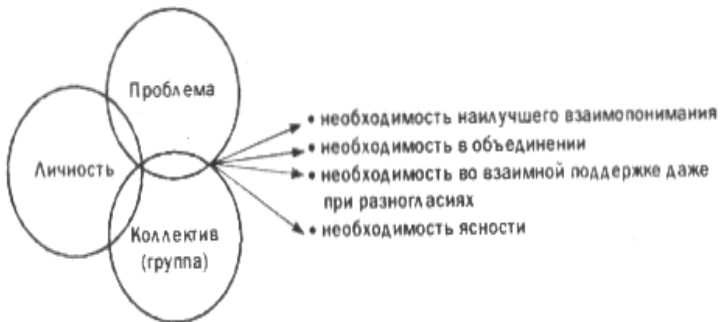 Проблема
Личность
Коллектив
(группа)
• необходимость наилучшего взаимопонимания
• необходимость в объединении
• необходимость во взаимной поддержке даже
при разногласиях
• необходимость ясности